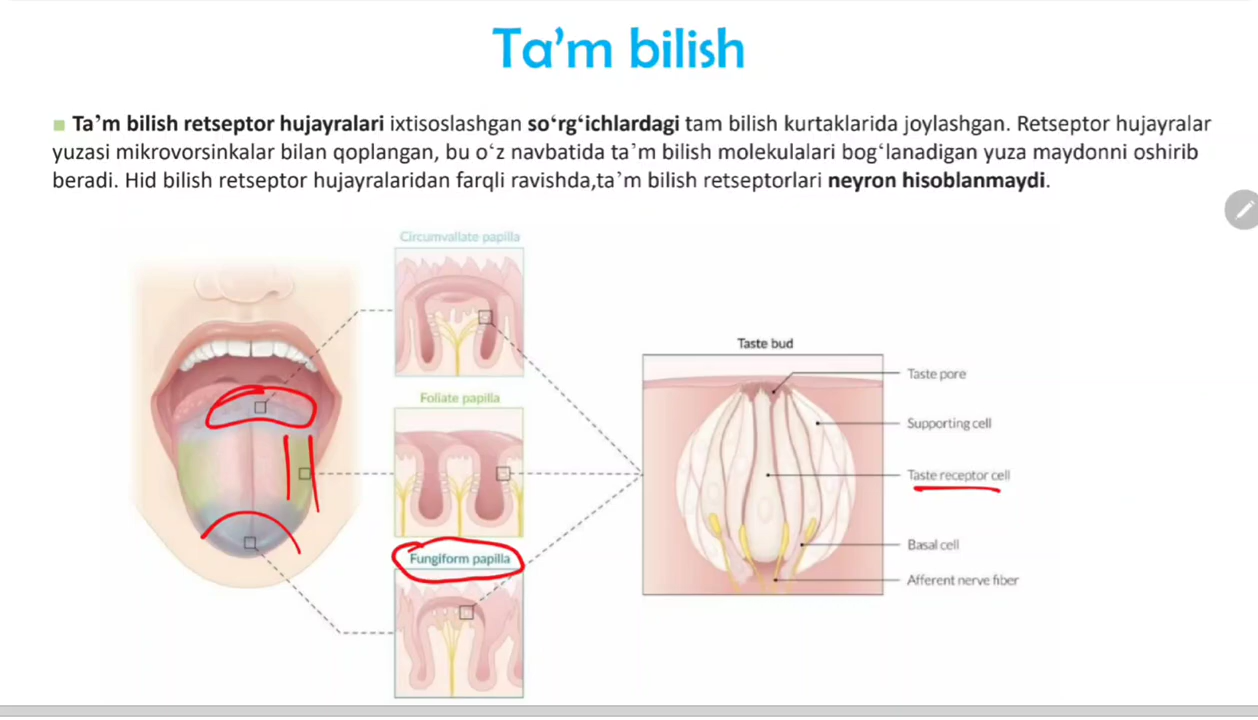 Ta’m bilish
Ta’m bilish retseptor hujayralari ixtisoslashgan so‘rg‘ichlardagi tam bilish kurtaklarida joylashgan. Retseptor hujayralar
yuzasi mikrovorsinkalar bilan qoplangan, bu o‘z navbatida ta’m bilish molekulalari bog‘lanadigan yuza maydonni oshirib
beradi. Hid bilish retseptor hujayralaridan farqli ravishda,ta’m bilish retseptorlari neyron hisoblanmaydi.
Circumvallate papilla
Foliate papilla
Fungiform papilla
Taste bud
Taste pore
Supporting cell
Taste receptor cell
Basal cell
Afferent nerve fiber